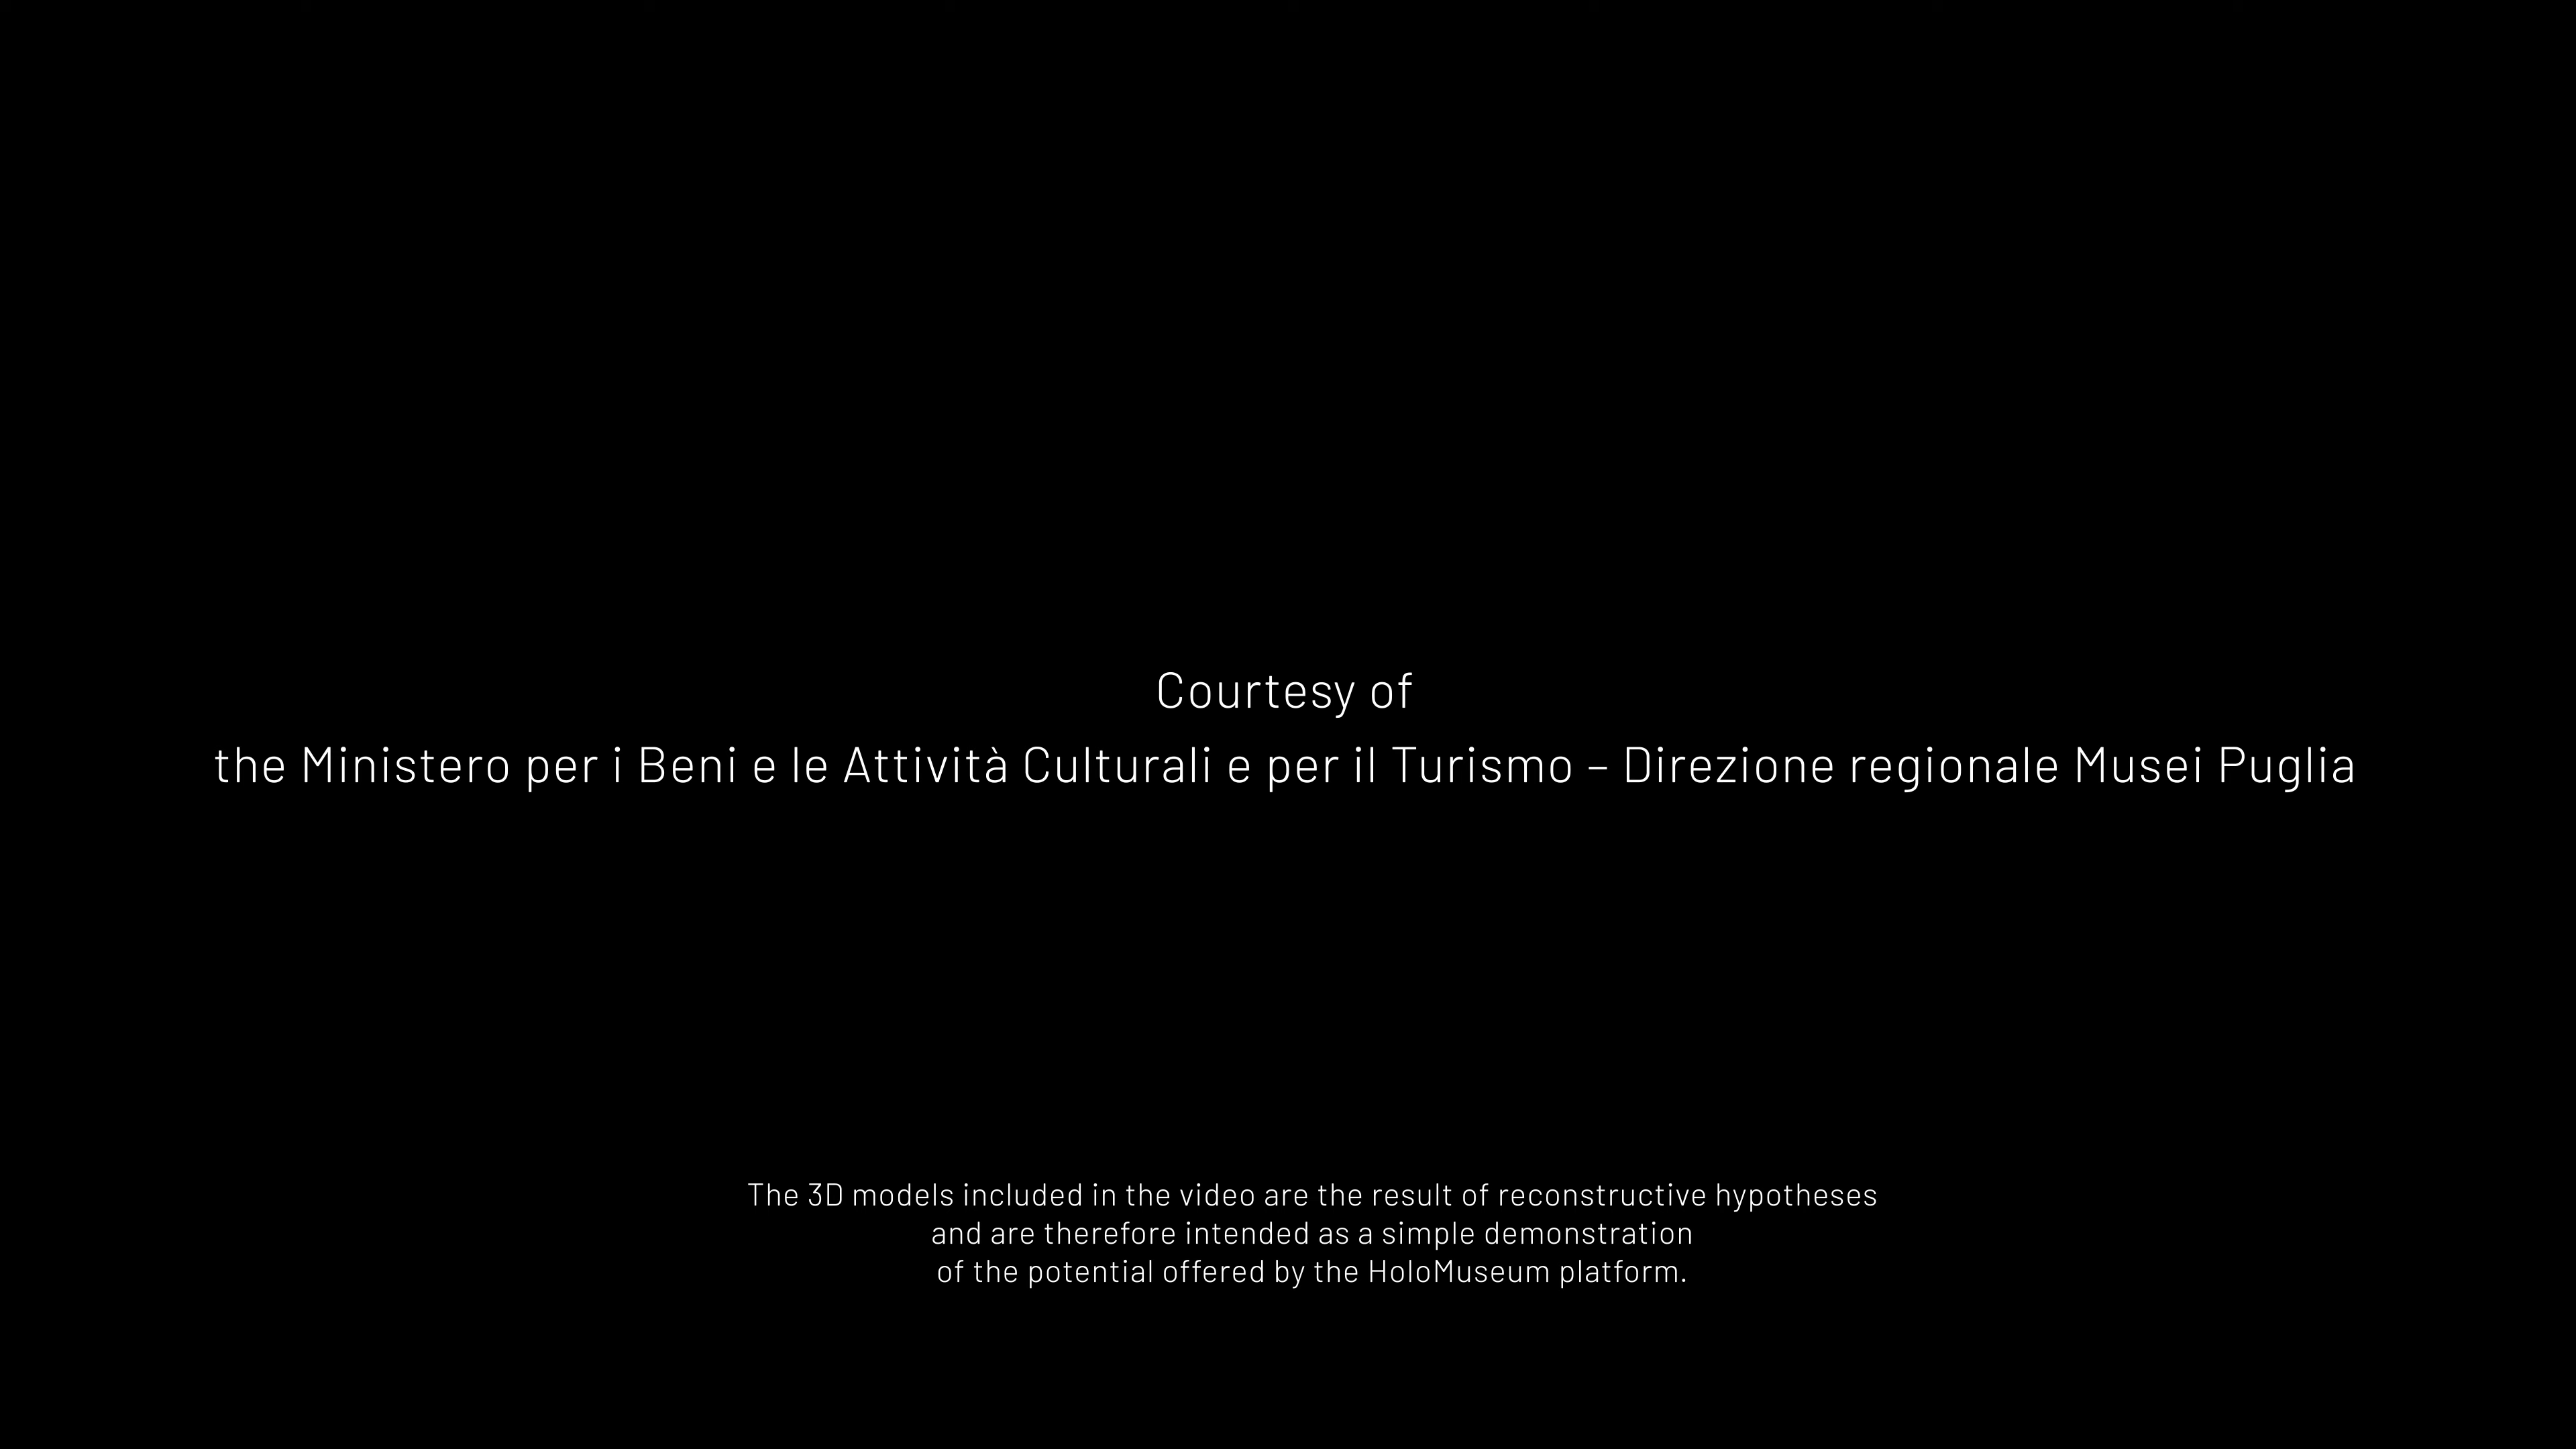 Courtesy of
the Ministero per i Beni e le Attività Culturali e per il Turismo – Direzione regionale Musei Puglia
The 3D models included in the video are the result of reconstructive hypotheses
and are therefore intended as a simple demonstration
of the potential offered by the HoloMuseum platform.